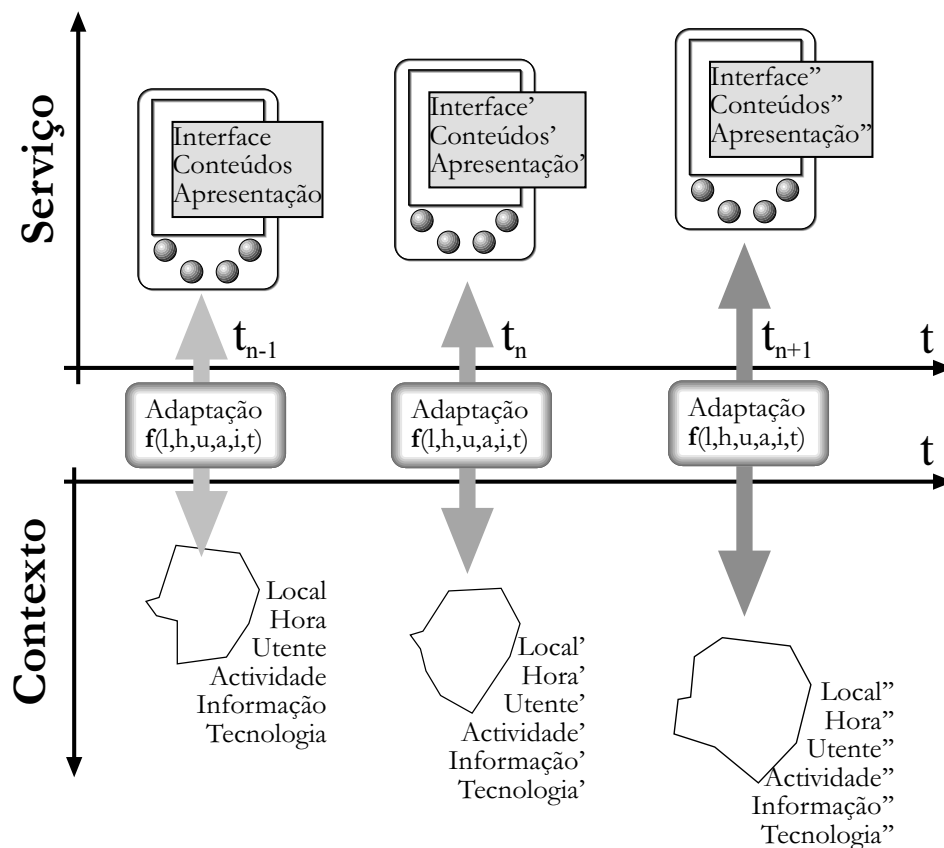 Serviço
Interface
Conteúdos
Apresentação
Interface’
Conteúdos’
Apresentação’
Interface”
Conteúdos”
Apresentação”
tn-1
tn
tn+1
t
Adaptação
f(l,h,u,a,i,t)
Adaptação
f(l,h,u,a,i,t)
Adaptação
f(l,h,u,a,i,t)
t
Contexto
Local
Hora
Utente
Actividade
Informação
Tecnologia
Local’
Hora’
Utente’
Actividade’
Informação’
Tecnologia’
Local”
Hora”
Utente”
Actividade”
Informação”
Tecnologia”